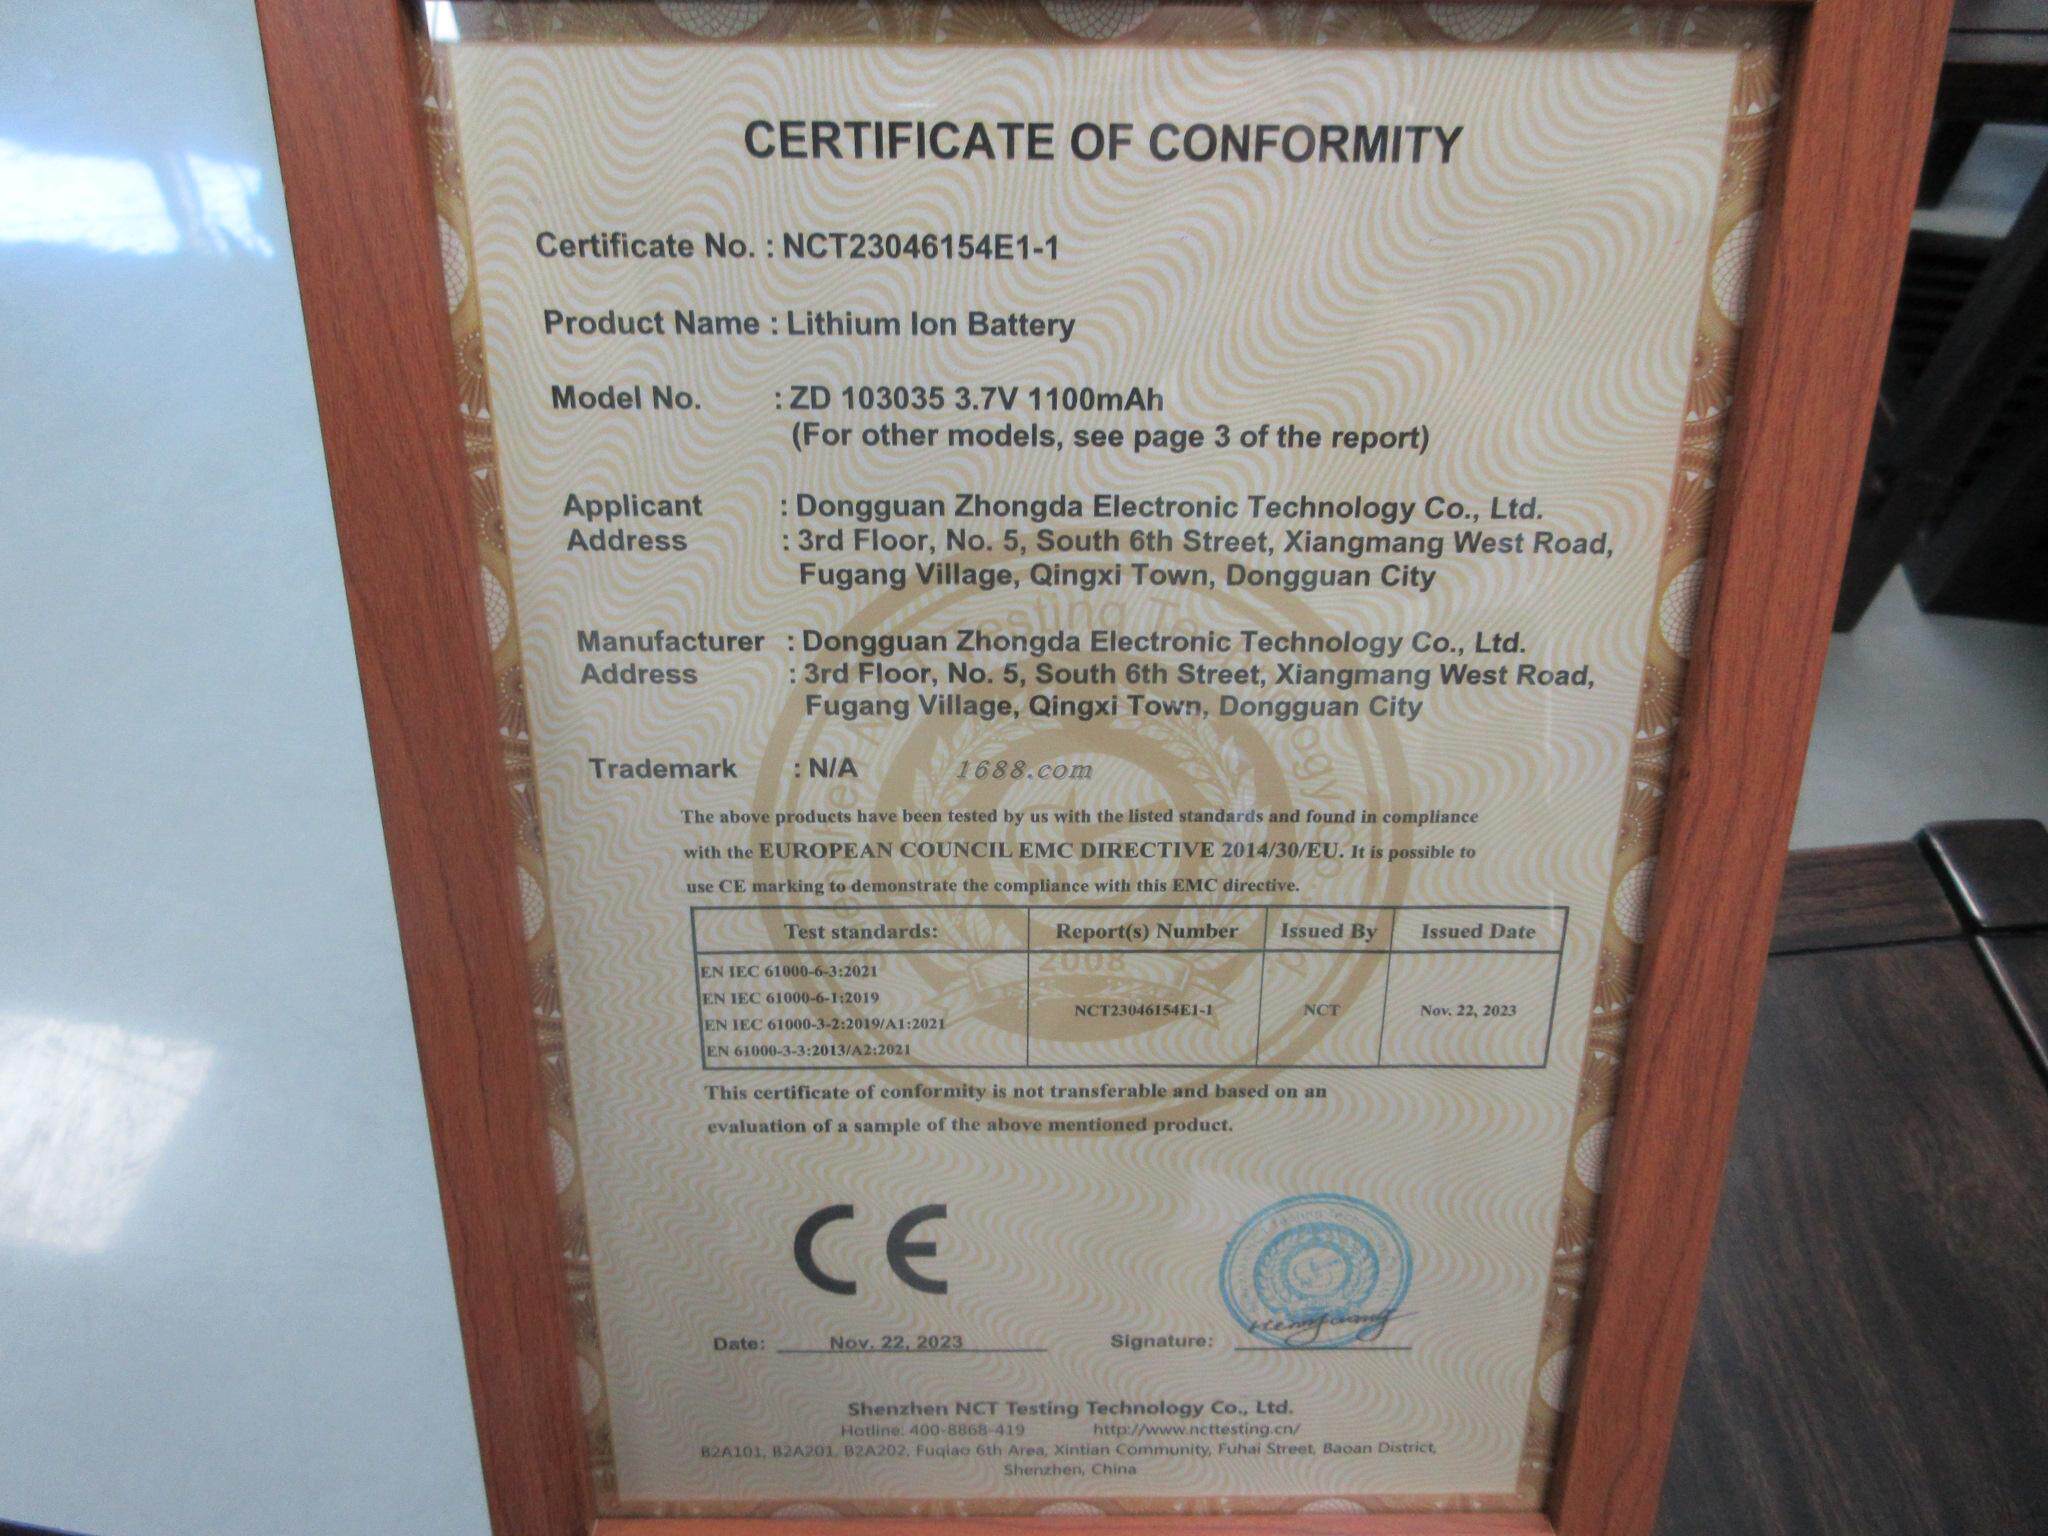 CERTIFICATE OF CONFORMITY
Certificate No. : NCT23046154E1-1
Product Name : Lithium Ion Battery
Model No. : ZD 103035 3.7V 1100mAh
(For other models, see page 3 of the report)
Applicant : Dongguan Zhongda Electronic Technology Co., Ltd.
Address : 3rd Floor, No. 5, South 6th Street, Xiangmang West Road,
Fugang Village, Qingxi Town, Dongguan City
Manufacturer : Dongguan Zhongda Electronic Technology Co., Ltd.
Address : 3rd Floor, No. 5, South 6th Street, Xiangmang West Road,
Fugang Village, Qingxi Town, Dongguan City
Trademark : N/A
1688.com
The above products have been tested by us with the listed standards and found in compliance
with the EUROPEAN COUNCIL EMC DIRECTIVE 2014/30/EU. It is possible to
use CE marking to demonstrate the compliance with this EMC directive.
Test standards: Report(s) Number Issued By Issued Date
EN IEC 61000-6-3:2021
EN IEC 61000-6-1:2019
EN IEC 61000-3-2:2019/A1:2021
EN 61000-3-3:2013/A2:2021
NCT23046154E1-1 NCT Nov. 22, 2023
2008
This certificate of conformity is not transferable and based on an
evaluation of a sample of the above mentioned product.
CE
Date: Nov. 22, 2023 Signature:
Shenzhen NCT Testing Technology Co., Ltd.
Hotline: 400-8868-419 http://www.ncttesting.cn/
B2A101, B2A201, B2A202, Fuqiao 6th Area, Xintian Community, Fuhai Street, Baoan District,
Shenzhen, China